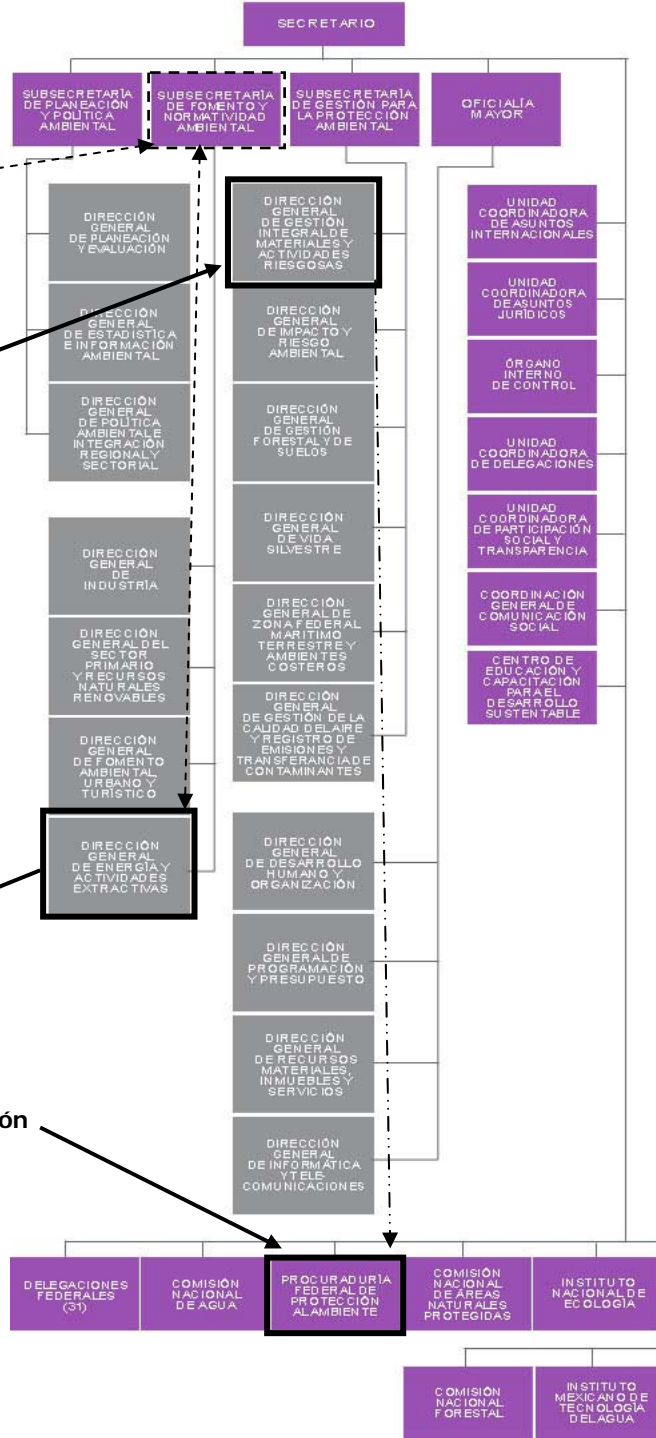 SECRETARIO
SUBSECRETARÍA
DE PLANEACIÓN
Y POLÍTICA
AMBIENTAL
SUBSECRETARÍA
DE FOMENTO Y
NORMATIVIDAD
AMBIENTAL
SUBSECRETARÍA
DE GESTIÓN PARA
LA PROTECCIÓN
AMBIENTAL
OFICIALÍA
MAYOR
DIRECCIÓN
GENERAL
DE PLANEACIÓN
Y EVALUACIÓN
DIRECCIÓN
GENERAL
DE ESTADÍSTICA
E INFORMACIÓN
AMBIENTAL
DIRECCIÓN
GENERAL
DE POLÍTICA
AMBIENTAL E
INTEGRACIÓN
REGIONAL Y
SECTORIAL
DIRECCIÓN
GENERAL
DE
INDUSTRIA
DIRECCIÓN
GENERAL DEL
SECTOR
PRIMARIO
Y RECURSOS
NATURALES
RENOVABLES
DIRECCIÓN
GENERAL
DE FOMENTO
AMBIENTAL,
URBANO Y
TURÍSTICO
DIRECCIÓN
GENERAL
DE ENERGÍA Y
ACTIVIDADES
EXTRACTIVAS
DIRECCIÓN
GENERAL
DE GESTIÓN
INTEGRAL DE
MATERIALES Y
ACTIVIDADES
RIESGOSAS
DIRECCIÓN
GENERAL
DE IMPACTO Y
RIESGO
AMBIENTAL
DIRECCIÓN
GENERAL
DE GESTIÓN
FORESTAL Y DE
SUELOS
DIRECCIÓN
GENERAL
DE VIDA
SILVESTRE
DIRECCIÓN
GENERAL DE
ZONA FEDERAL
MARITIMO
TERRESTRE Y
AMBIENTES
COSTEROS
DIRECCIÓN
GENERAL
DE GESTIÓN DE LA
CALIDAD DEL AIRE
Y REGISTRO DE
EMISIONES Y
TRANSFERANCIA DE
CONTAMINANTES
DIRECCIÓN
GENERAL
DE DESARROLLO
HUMANO Y
ORGANIZACIÓN
DIRECCIÓN
GENERAL DE
PROGRAMACIÓN
Y PRESUPUESTO
DIRECCIÓN
GENERAL
DE RECURSOS
MATERIALES,
INMUEBLES Y
SERVICIOS
DIRECCIÓN
GENERAL
DE INFORMÁTICA
Y TELE-
COMUNICACIONES
UNIDAD
COORDINADORA
DE ASUNTOS
INTERNACIONALES
UNIDAD
COORDINADORA
DE ASUNTOS
JURÍDICOS
ÓRGANO
INTERNO
DE CONTROL
UNIDAD
COORDINADORA
DE DELEGACIONES
UNIDAD
COORDINADORA
DE PARTICIPACIÓN
SOCIAL Y
TRANSPARENCIA
COORDINACIÓN
GENERAL DE
COMUNICACIÓN
SOCIAL
CENTRO DE
EDUCACIÓN Y
CAPACITACIÓN
PARA EL
DESARROLLO
SUSTENTABLE
ón
DELEGACIONES
FEDERALES
(31)
COMISIÓN
NACIONAL
DE AGUA
PROCURADURÍA
FEDERAL DE
PROTECCIÓN
AL AMBIENTE
COMISIÓN
NACIONAL
DE ÁREAS
NATURALES
PROTEGIDAS
INSTITUTO
NACIONAL DE
ECOLOGÍA
COMISIÓN
NACIONAL
FORESTAL
INSTITUTO
MEXICANO DE
TECNOLOGÍA
DEL AGUA